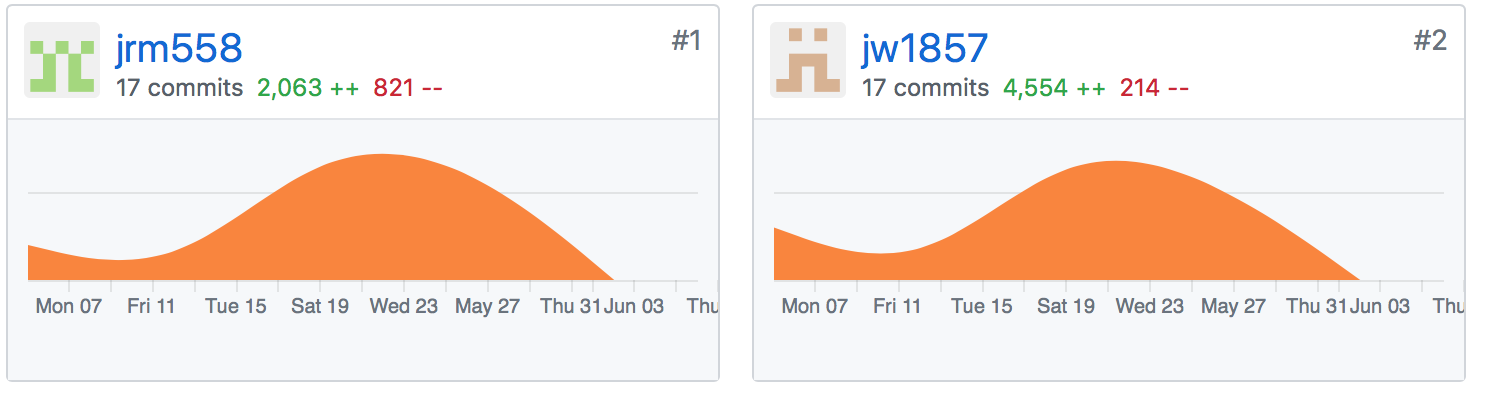 jrm558 #1
17 commits 2,063 ++ 821 --
Mon 07 Fri 11 Tue 15 Sat 19 Wed 23 May 27 Thu 31 Jun 03 Thu
jw1857 #2
17 commits 4,554 ++ 214 --
Mon 07 Fri 11 Tue 15 Sat 19 Wed 23 May 27 Thu 31 Jun 03 Thu